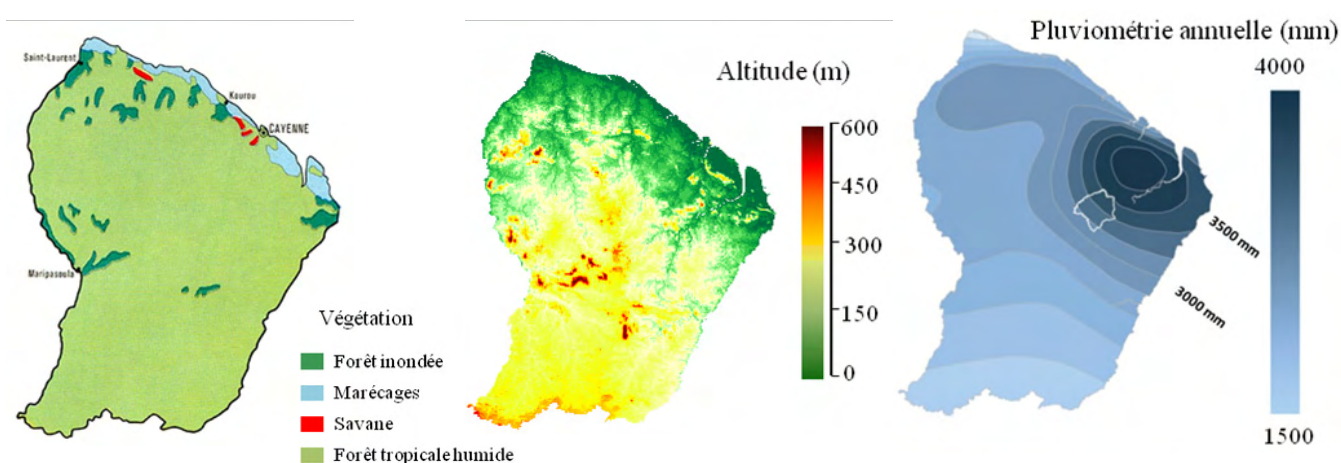 Saint-Laurent
Kourou
CAYENNE
Maripasoula
Végétation
Forêt inondée
Marécages
Savane
Forêt tropicale humide
Altitude (m)
600
450
300
150
0
Pluviométrie annuelle (mm)
4000
3500 mm
3000 mm
1500